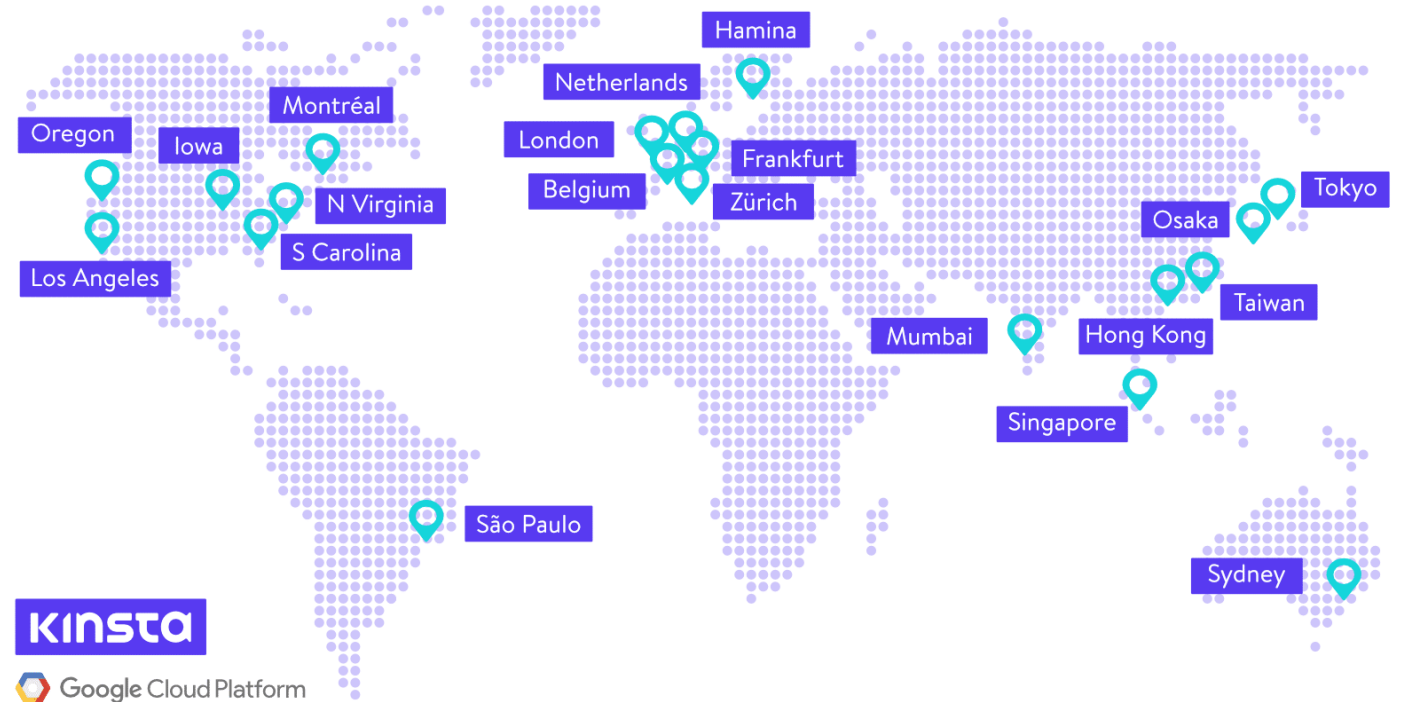 Hamina
Netherlands
Montréal
Oregon
Iowa
London
Frankfurt
Belgium
Zürich
N Virginia
S Carolina
Los Angeles
Tokyo
Osaka
Taiwan
Mumbai
Hong Kong
Singapore
São Paulo
Sydney
Kinsta
Google Cloud Platform